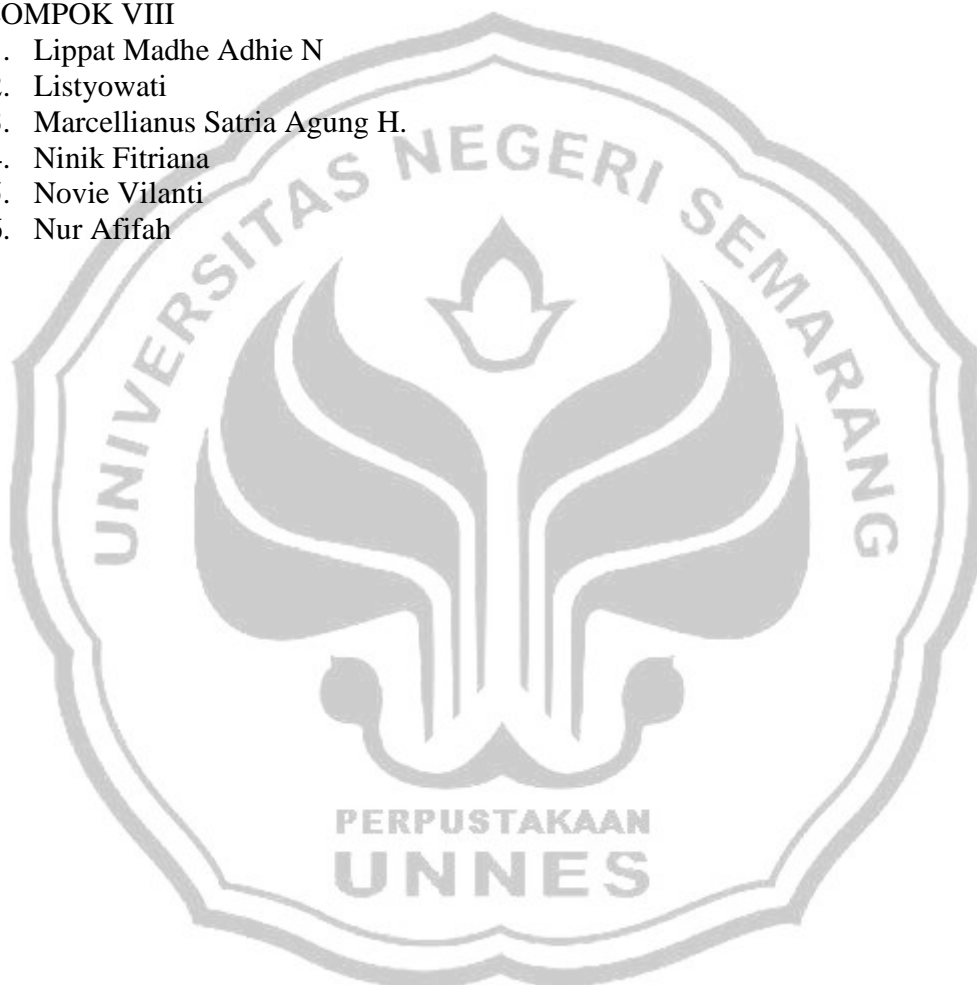 OMPOK VIII
. Lippat Madhe Adhie N
. Listyowati
. Marcellianus Satria Agung H.
. Ninik Fitriana
. Novie Vilanti
. Nur Afifah
UNIVERSITAS NEGERI SEMARANG
PERPUSTAKAAN
UNNES